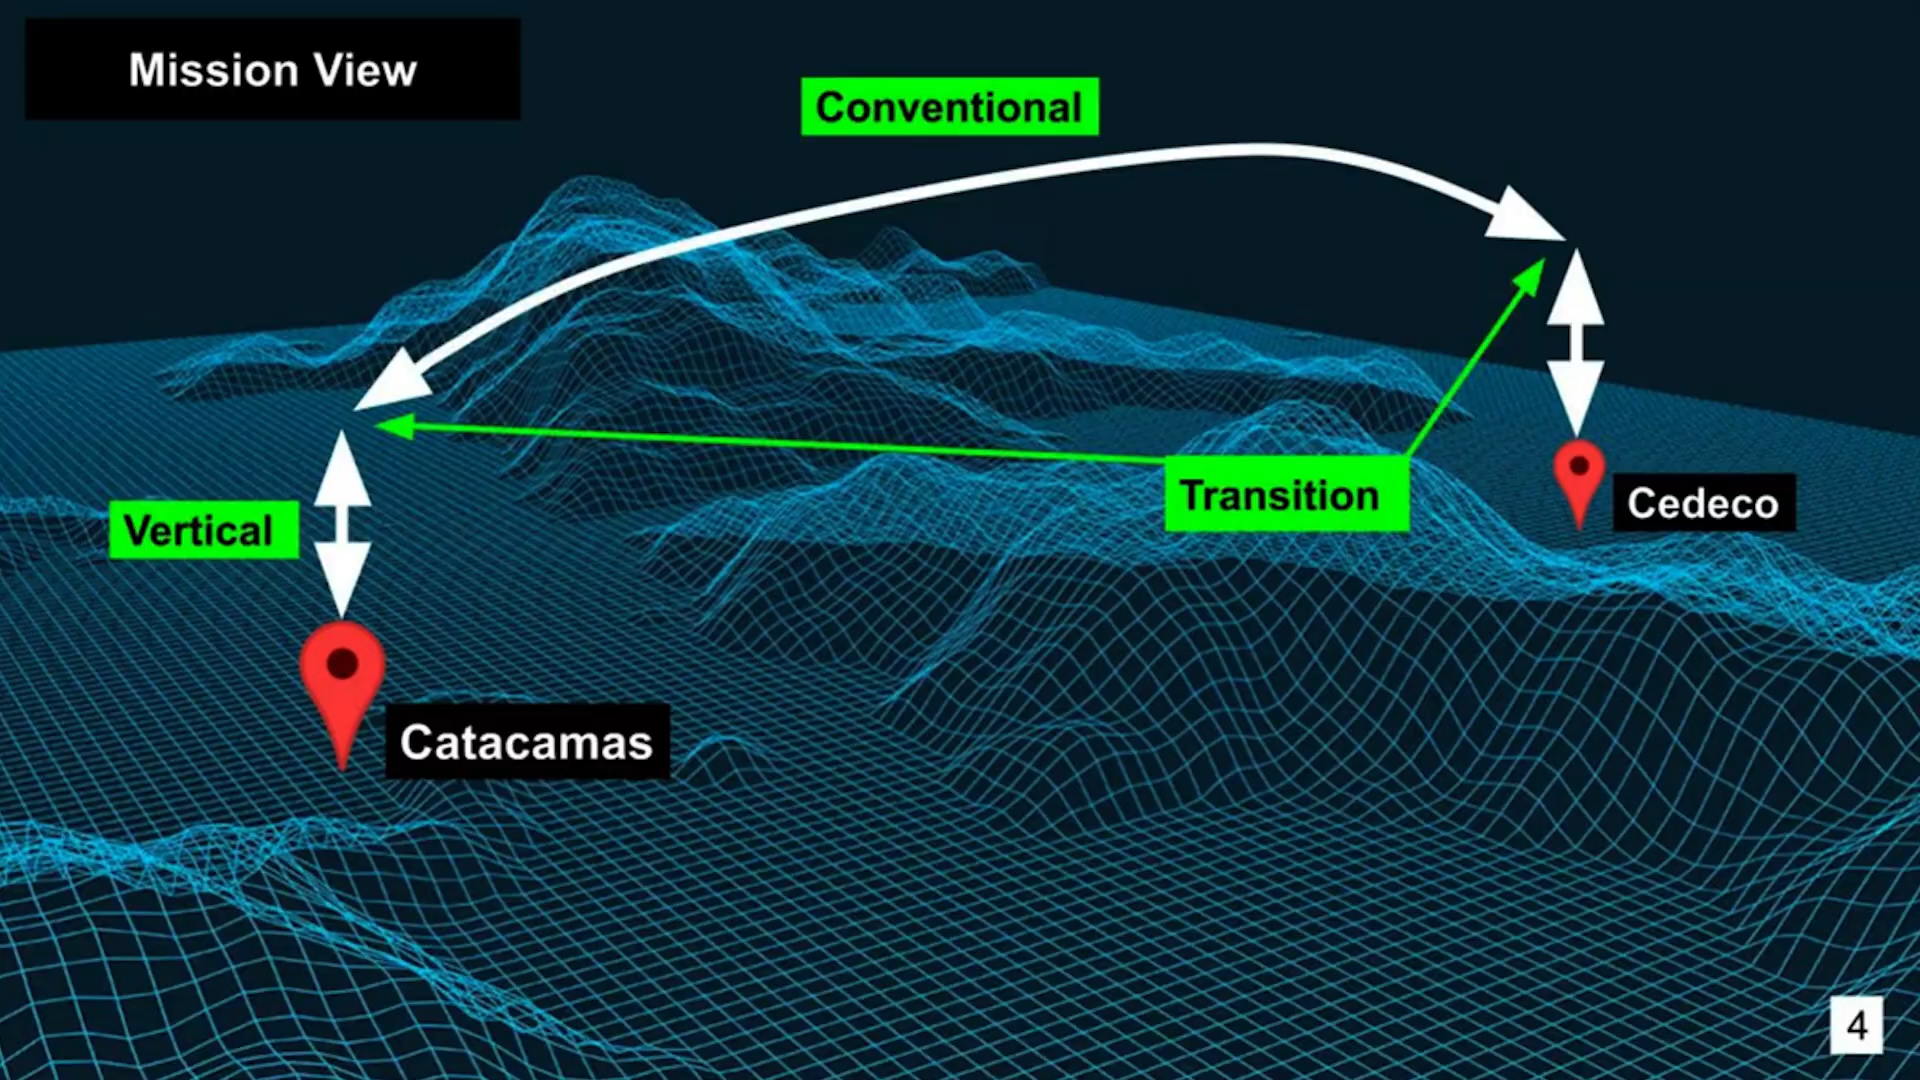 Mission View
Conventional
Transition
Cedeco
Vertical
Catacamas
4